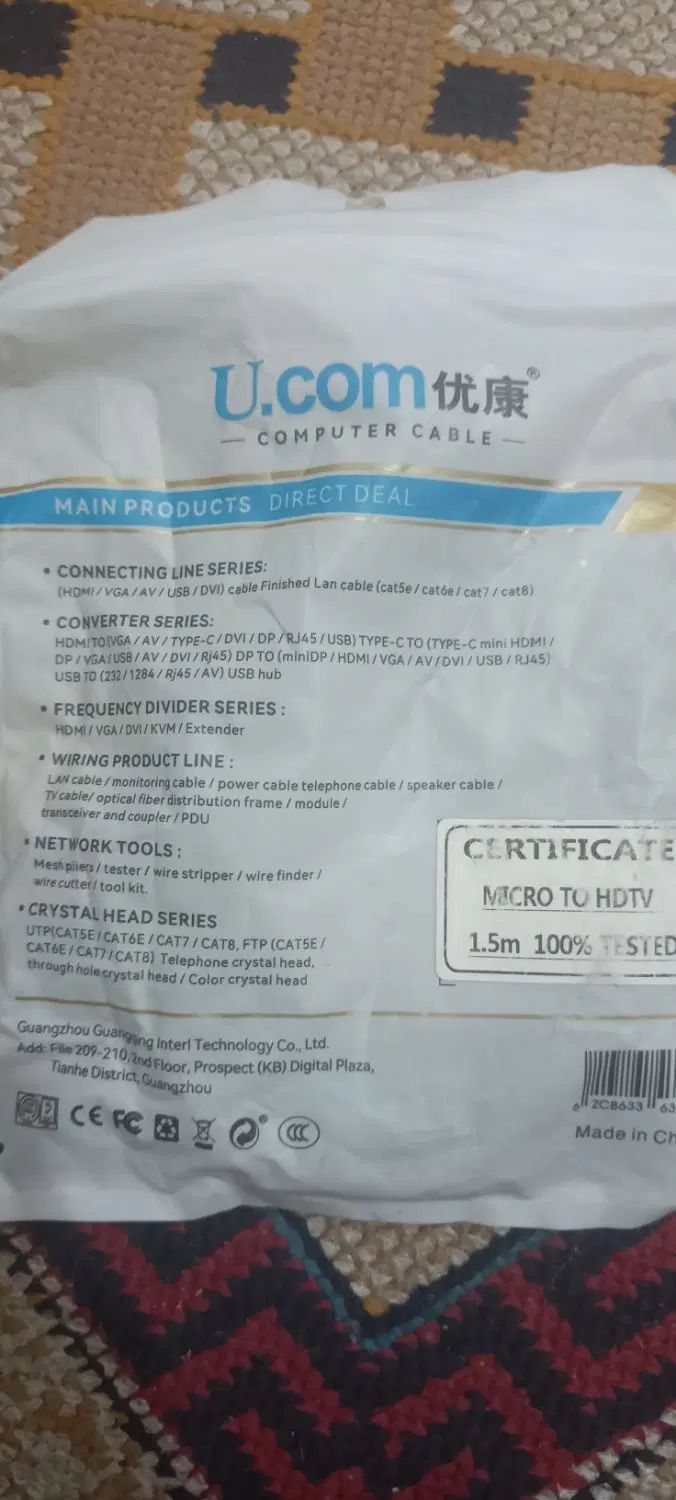 U.com优康®
— COMPUTER CABLE —
MAIN PRODUCTS DIRECT DEAL
• CONNECTING LINE SERIES:
(HDMI / VGA / AV / USB / DVI) cable Finished Lan cable (cat5e / cat6e / cat7 / cat8)
• CONVERTER SERIES:
HDMI TO (VGA / AV / TYPE-C / DVI / DP / RJ45 / USB) TYPE-C TO (TYPE-C mini HDMI /
DP / VGA / USB / AV / DVI / Rj45) DP TO (miniDP / HDMI / VGA / AV / DVI / USB / RJ45)
USB TO (232 / 1284 / Rj45 / AV) USB hub
• FREQUENCY DIVIDER SERIES :
HDMI / VGA / DVI / KVM / Extender
• WIRING PRODUCT LINE :
LAN cable / monitoring cable / power cable telephone cable / speaker cable /
TV cable / optical fiber distribution frame / module /
transceiver and coupler / PDU
• NETWORK TOOLS :
Mesh pliers / tester / wire stripper / wire finder /
wire cutter / tool kit.
• CRYSTAL HEAD SERIES
UTP(CAT5E / CAT6E / CAT7 / CAT8, FTP (CAT5E /
CAT6E / CAT7 / CAT8) Telephone crystal head,
through hole crystal head / Color crystal head
CERTIFICATE
MICRO TO HDTV
1.5m 100% TESTED
Guangzhou Guangqing Interl Technology Co., Ltd.
Add: File 209-210, 2nd Floor, Prospect (KB) Digital Plaza,
Tianhe District, Guangzhou
CE FC
CCC
6 2C8633 63
Made in Ch